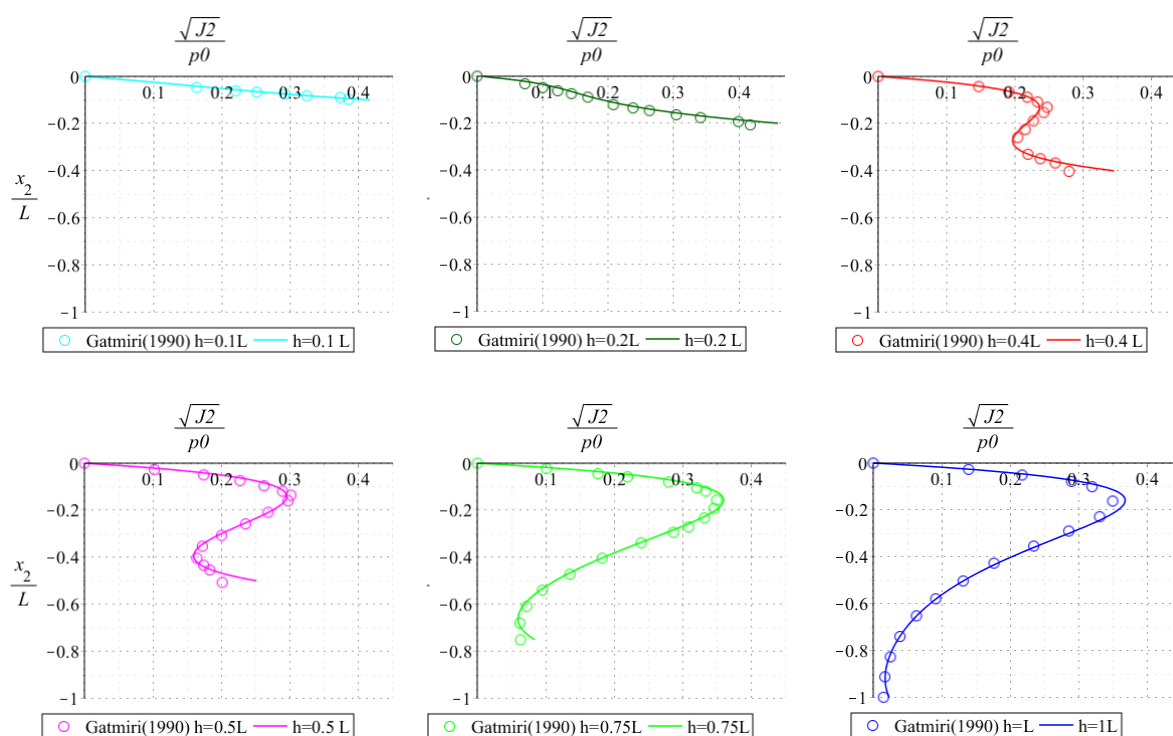 √J2 / p0
√J2 / p0
√J2 / p0
0 0.1 0.2 0.3 0.4
−0.2
−0.4
−0.6
−0.8
−1
x_2 / L
0 0.1 0.2 0.3 0.4
−0.2
−0.4
−0.6
−0.8
−1
0 0.1 0.2 0.3 0.4
−0.2
−0.4
−0.6
−0.8
−1
Gatmiri(1990) h=0.1L h=0.1 L
Gatmiri(1990) h=0.2L h=0.2 L
Gatmiri(1990) h=0.4L h=0.4 L
√J2 / p0
√J2 / p0
√J2 / p0
0 0.1 0.2 0.3 0.4
−0.2
−0.4
−0.6
−0.8
−1
x_2 / L
0 0.1 0.2 0.3 0.4
−0.2
−0.4
−0.6
−0.8
−1
0 0.1 0.2 0.3 0.4
−0.2
−0.4
−0.6
−0.8
−1
Gatmiri(1990) h=0.5L h=0.5 L
Gatmiri(1990) h=0.75L h=0.75L
Gatmiri(1990) h=L h=1L